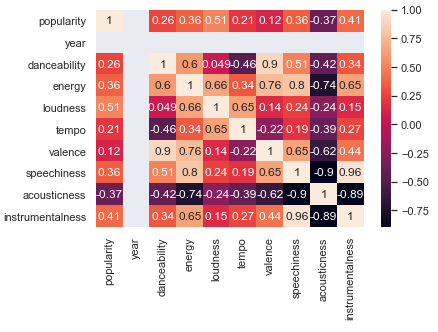 popularity 1 0.26 0.36 0.51 0.21 0.12 0.36 -0.37 0.41
year
danceability 0.26 1 0.6 0.049 -0.46 0.9 0.51 -0.42 0.34
energy 0.36 0.6 1 0.66 0.34 0.76 0.8 -0.74 0.65
loudness 0.51 0.049 0.66 1 0.65 0.14 0.24 -0.24 0.15
tempo 0.21 -0.46 0.34 0.65 1 -0.22 0.19 -0.39 0.27
valence 0.12 0.9 0.76 0.14 -0.22 1 0.65 -0.62 0.44
speechiness 0.36 0.51 0.8 0.24 0.19 0.65 1 -0.9 0.96
acousticness -0.37 -0.42 -0.74 -0.24 -0.39 -0.62 -0.9 1 -0.89
instrumentalness 0.41 0.34 0.65 0.15 0.27 0.44 0.96 -0.89 1
popularity
year
danceability
energy
loudness
tempo
valence
speechiness
acousticness
instrumentalness
1.00
0.75
0.50
0.25
0.00
−0.25
−0.50
−0.75